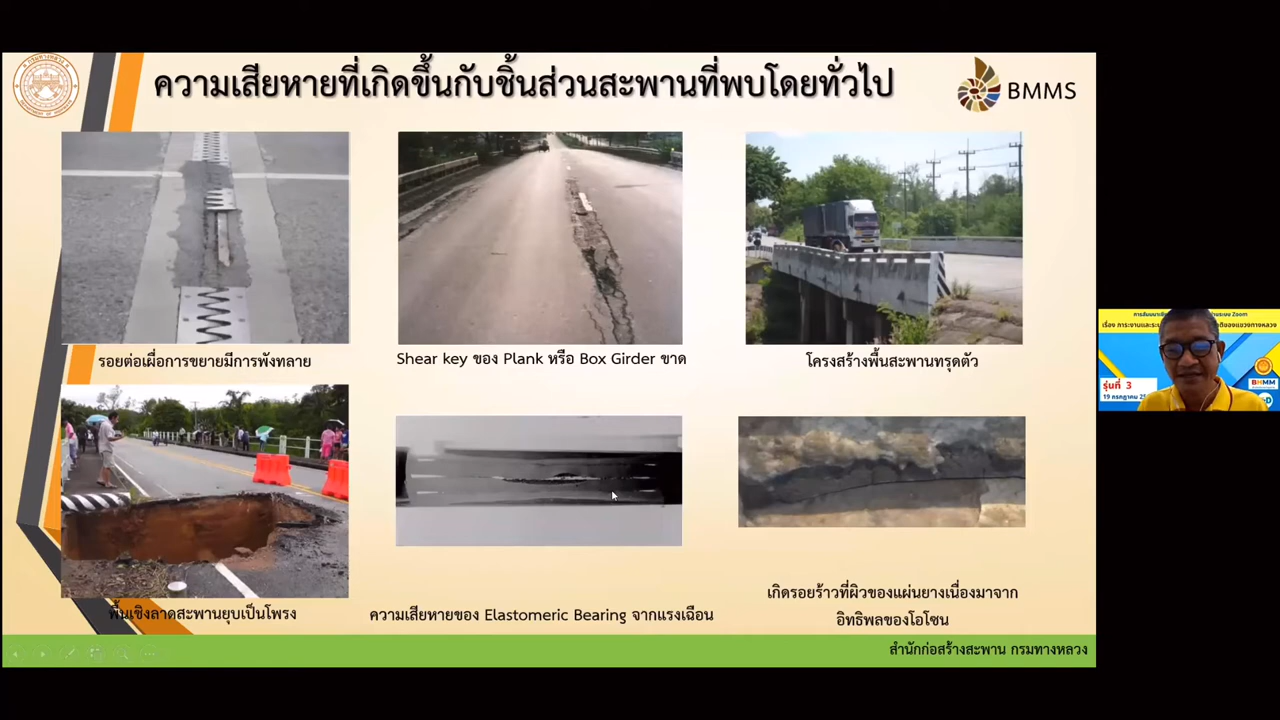 ความเสียหายที่เกิดขึ้นกับชิ้นส่วนสะพานที่พบโดยทั่วไป
BMMS
รอยต่อเผื่อการขยายมีการพังทลาย
Shear key ของ Plank หรือ Box Girder ขาด
โครงสร้างพื้นสะพานทรุดตัว
พื้นเชิงลาดสะพานยุบเป็นโพรง
ความเสียหายของ Elastomeric Bearing จากแรงเฉือน
เกิดรอยร้าวที่ผิวของแผ่นยางเนื่องมาจาก
อิทธิพลของโอโซน
สำนักก่อสร้างสะพาน กรมทางหลวง
รุ่นที่ 3
19 กรกฎาคม